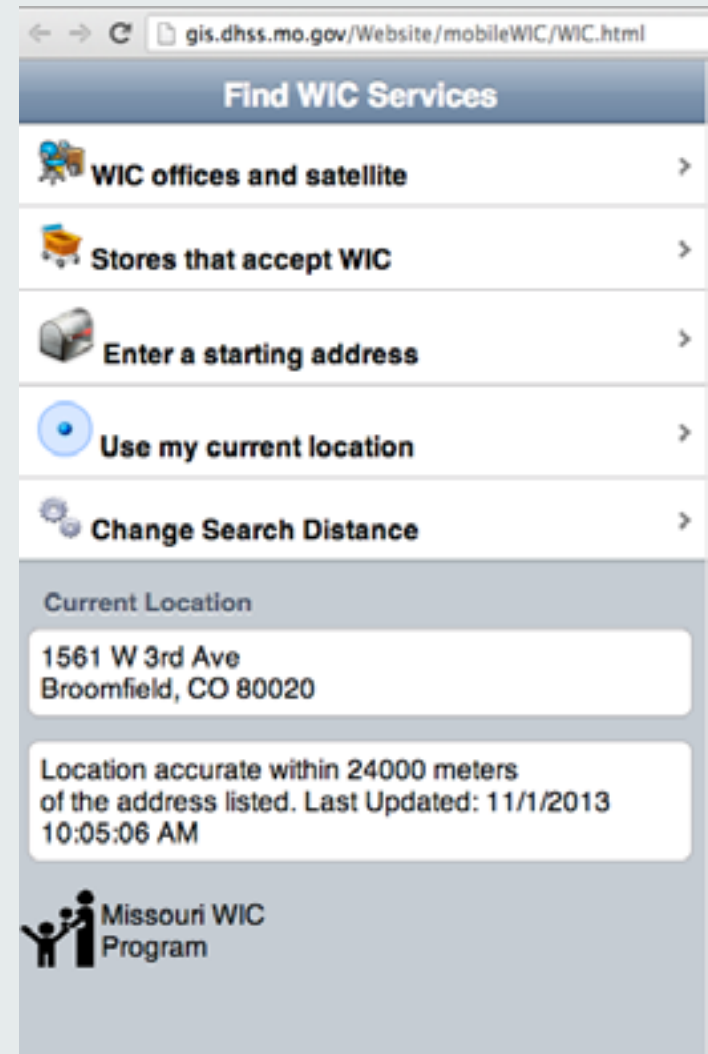 gis.dhss.mo.gov/Website/mobileWIC/WIC.html
Find WIC Services
WIC offices and satellite
Stores that accept WIC
Enter a starting address
Use my current location
Change Search Distance
Current Location
1561 W 3rd Ave
Broomfield, CO 80020
Location accurate within 24000 meters
of the address listed. Last Updated: 11/1/2013
10:05:06 AM
Missouri WIC
Program